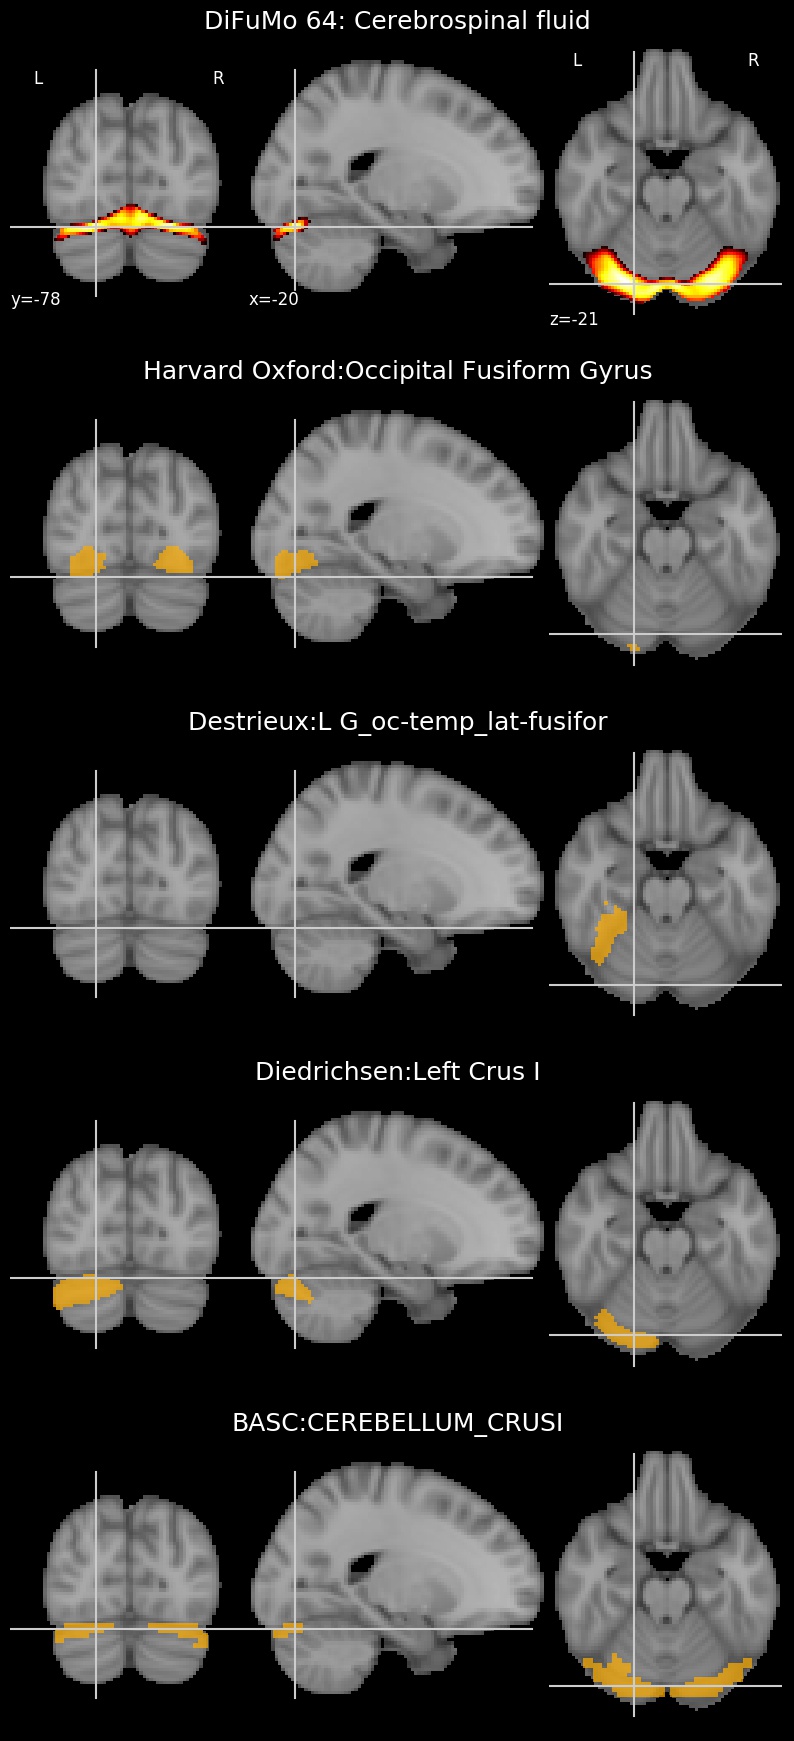 DiFuMo 64: Cerebrospinal fluid
L
R
L
R
y=-78
x=-20
z=-21
Harvard Oxford:Occipital Fusiform Gyrus
Destrieux:L G_oc-temp_lat-fusifor
Diedrichsen:Left Crus I
BASC:CEREBELLUM_CRUSI